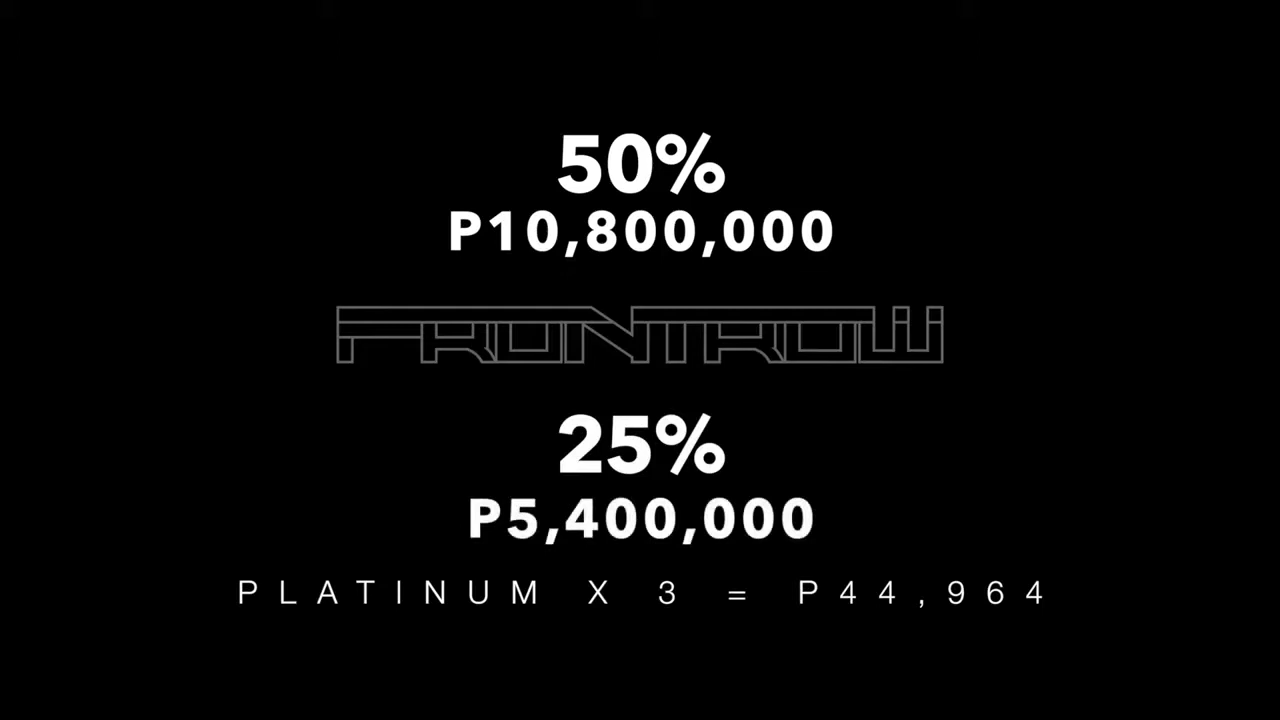 50%
P10,800,000
FRONTROW
25%
P5,400,000
PLATINUM X 3 = P44,964